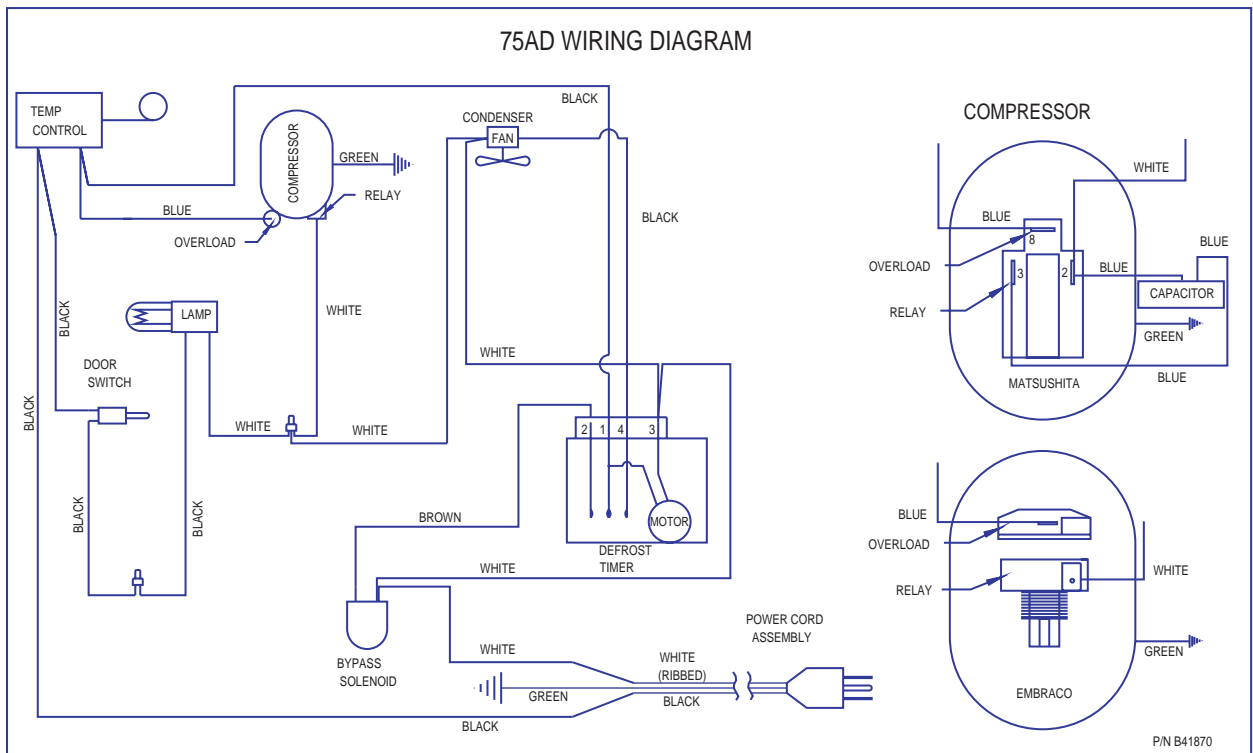 75AD WIRING DIAGRAM
TEMP
CONTROL
COMPRESSOR
GREEN
RELAY
BLUE
OVERLOAD
BLACK
CONDENSER
FAN
BLACK
WHITE
LAMP
BLACK
DOOR
SWITCH
BLACK
WHITE
WHITE
WHITE
BLACK
BLACK
2
1
4
3
MOTOR
DEFROST
TIMER
BROWN
WHITE
BYPASS
SOLENOID
WHITE
GREEN
BLACK
WHITE
(RIBBED)
BLACK
POWER CORD
ASSEMBLY
COMPRESSOR
WHITE
BLUE
8
OVERLOAD
3
2
BLUE
BLUE
CAPACITOR
RELAY
GREEN
BLUE
MATSUSHITA
BLUE
OVERLOAD
RELAY
WHITE
GREEN
EMBRACO
P/N B41870